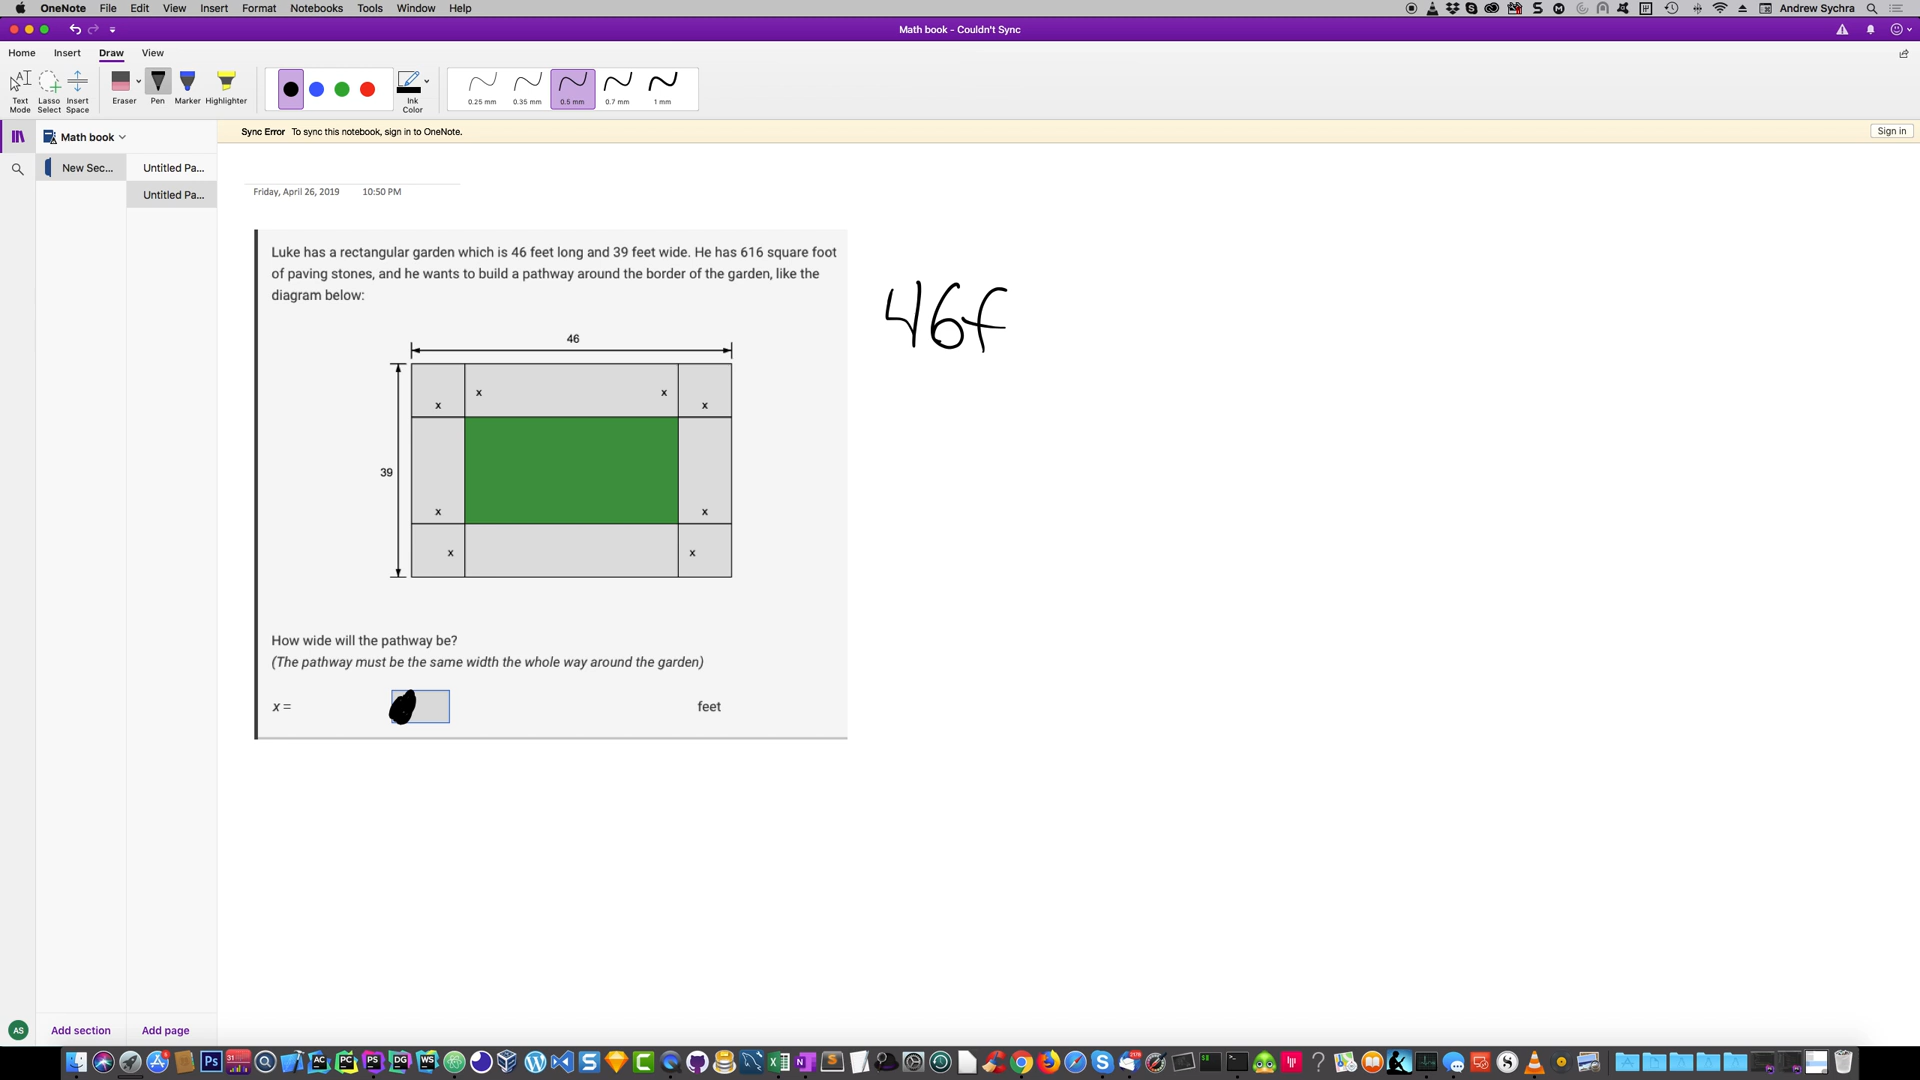 OneNote File Edit View Insert Format Notebooks Tools Window Help Andrew Sychra
Math book - Couldn't Sync
Home Insert Draw View
Text Mode Lasso Select Insert Space Eraser Pen Marker Highlighter Ink Color 0.25 mm 0.35 mm 0.5 mm 0.7 mm 1 mm
Math book
Sync Error To sync this notebook, sign in to OneNote. Sign in
New Sec... Untitled Pa...
Untitled Pa...
Friday, April 26, 2019 10:50 PM
Luke has a rectangular garden which is 46 feet long and 39 feet wide. He has 616 square foot
of paving stones, and he wants to build a pathway around the border of the garden, like the
diagram below:
46f
46
x x
x x
39
x x
x x
How wide will the pathway be?
(The pathway must be the same width the whole way around the garden)
x = feet
AS Add section Add page
31 Ps AC PC PS DG WS